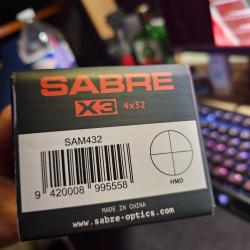 SABRE
X3 4x32
SAM432
9 420008 995558
HMD
MADE IN CHINA
www.sabre-optics.com